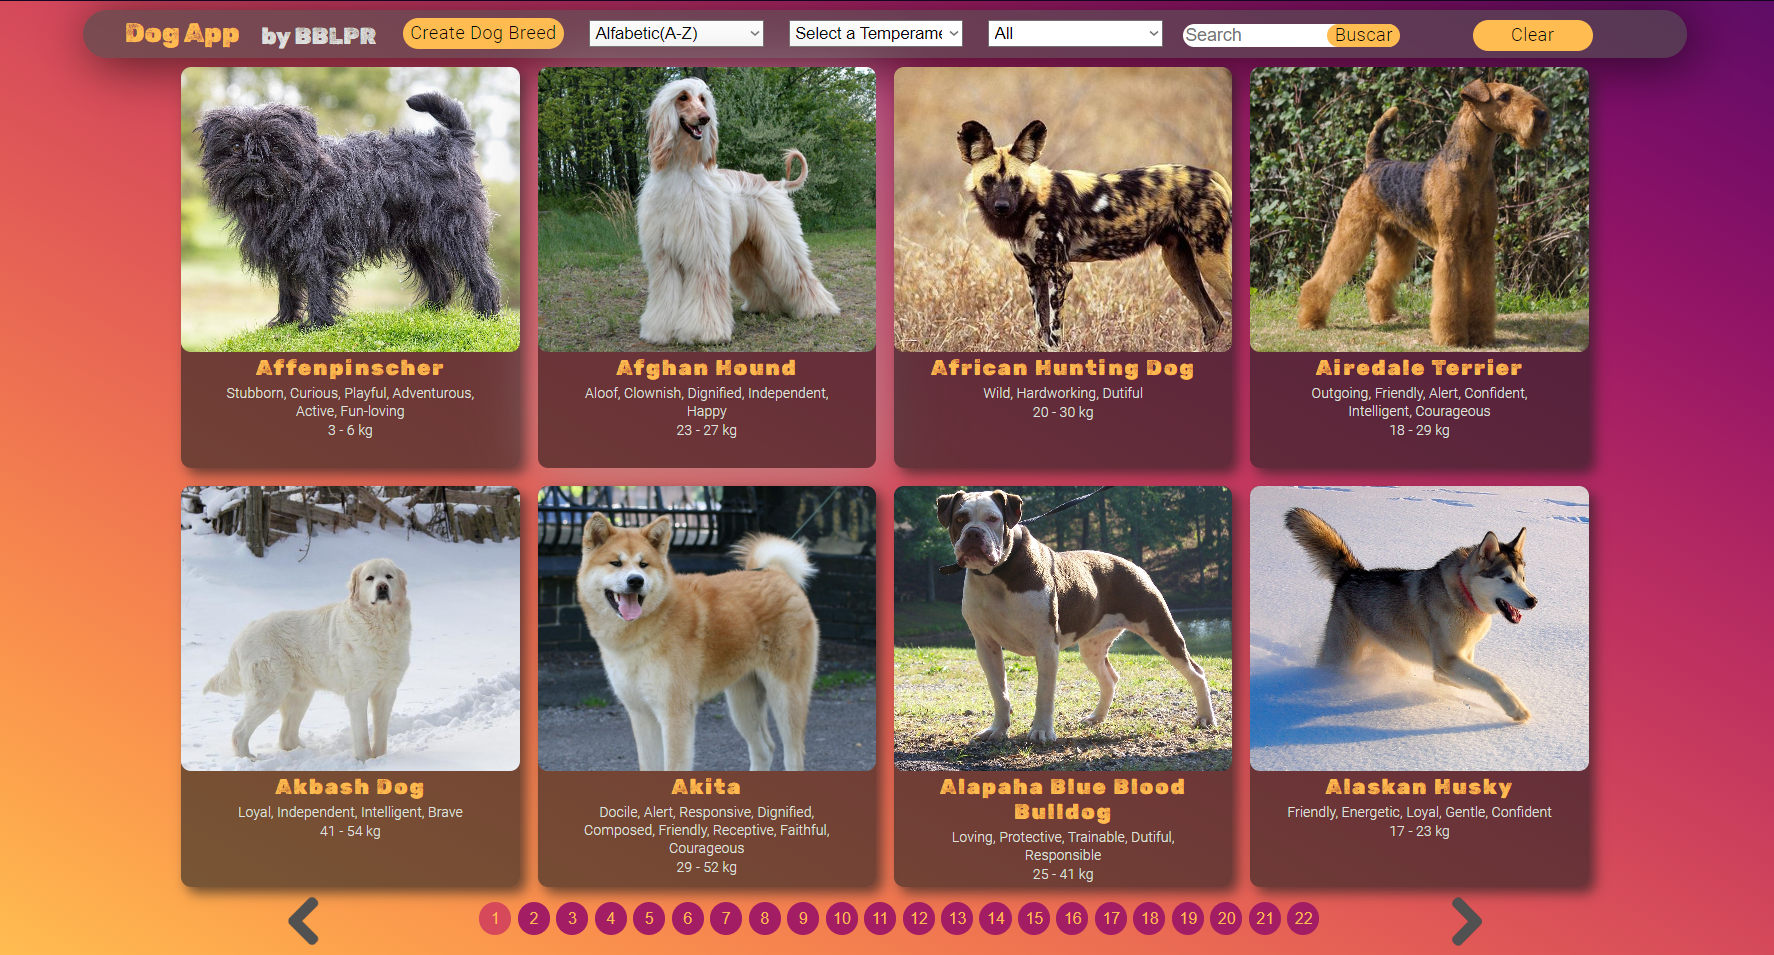 Dog App by BBLPR Create Dog Breed Alfabetic(A-Z) Select a Temperame All Search Buscar Clear
Affenpinscher
Stubborn, Curious, Playful, Adventurous,
Active, Fun-loving
3 - 6 kg
Afghan Hound
Aloof, Clownish, Dignified, Independent,
Happy
23 - 27 kg
African Hunting Dog
Wild, Hardworking, Dutiful
20 - 30 kg
Airedale Terrier
Outgoing, Friendly, Alert, Confident,
Intelligent, Courageous
18 - 29 kg
Akbash Dog
Loyal, Independent, Intelligent, Brave
41 - 54 kg
Akita
Docile, Alert, Responsive, Dignified,
Composed, Friendly, Receptive, Faithful,
Courageous
29 - 52 kg
Alapaha Blue Blood
Bulldog
Loving, Protective, Trainable, Dutiful,
Responsible
25 - 41 kg
Alaskan Husky
Friendly, Energetic, Loyal, Gentle, Confident
17 - 23 kg
1 2 3 4 5 6 7 8 9 10 11 12 13 14 15 16 17 18 19 20 21 22